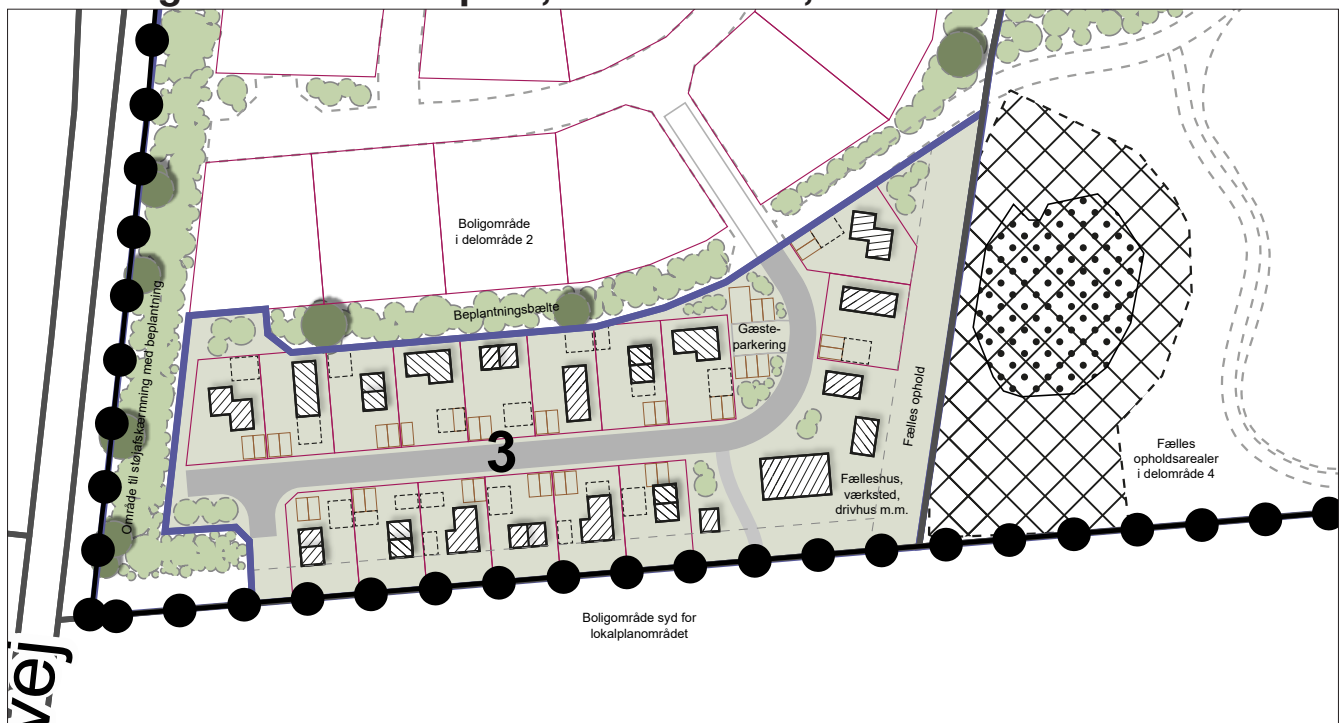 Boligområde
i delområde 2
Beplantningsbælte
Område til støjafskærmning med beplantning
Gæste-
parkering
3
Fælles ophold
Fælleshus,
værksted,
drivhus m.m.
Fælles
opholdsarealer
i delområde 4
Boligområde syd for
lokalplanområdet
vej